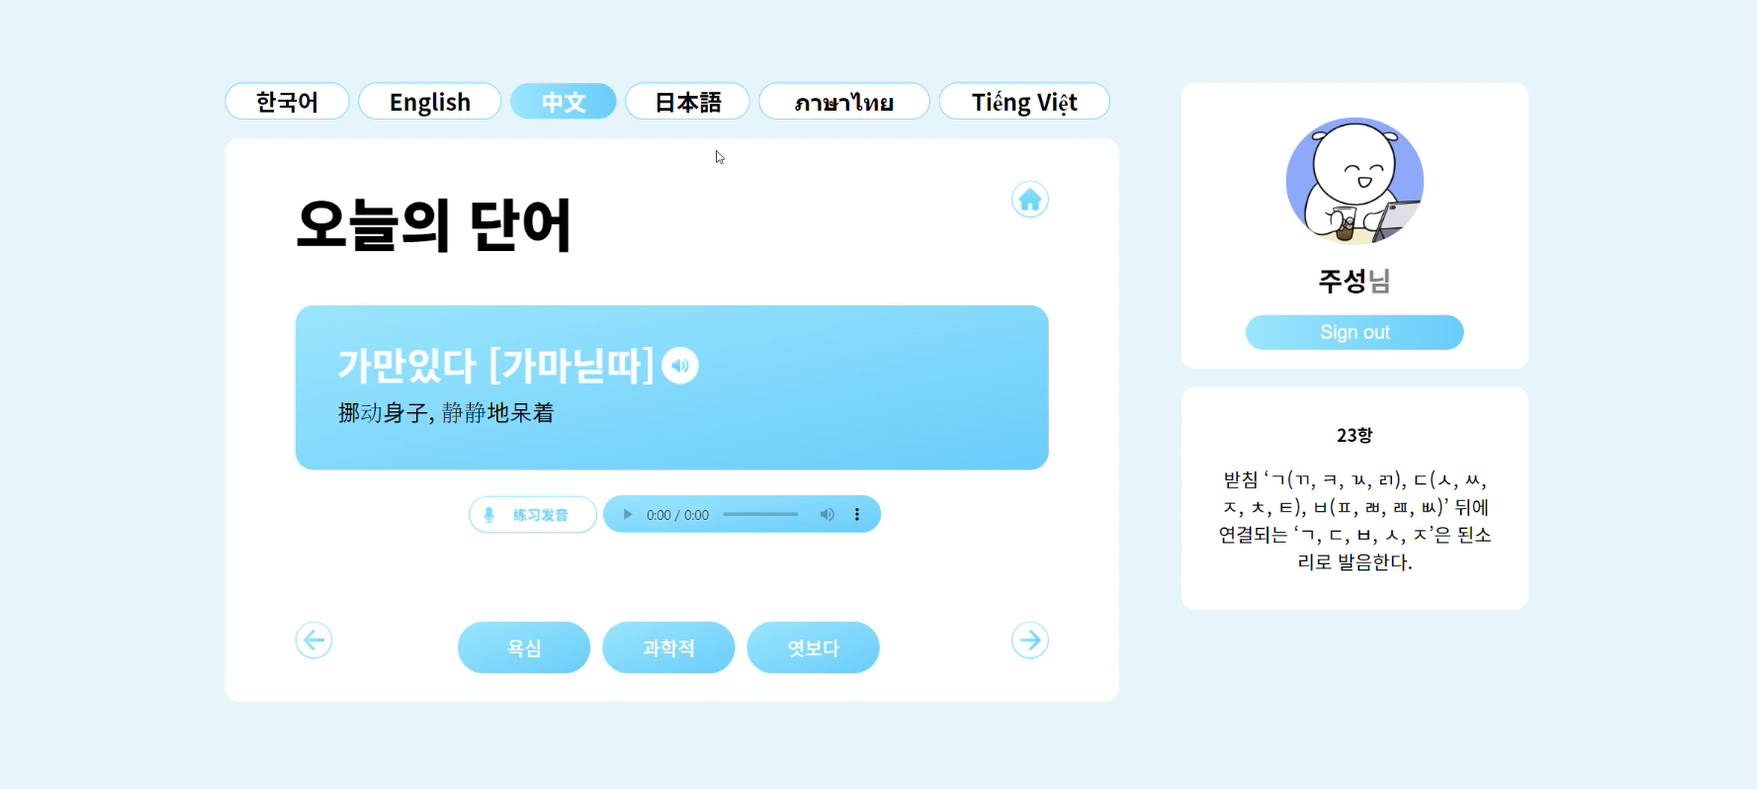 한국어 English 中文 日本語 ภาษาไทย Tiếng Việt
오늘의 단어
가만있다 [가마닏따]
挪动身子, 静静地呆着
练习发音 0:00 / 0:00
욕심 과학적 엿보다
주성님
Sign out
23항
받침 ‘ㄱ(ㄲ, ㅋ, ㄳ, ㄺ), ㄷ(ㅅ, ㅆ,
ㅈ, ㅊ, ㅌ), ㅂ(ㅍ, ㄼ, ㄿ, ㅄ)’ 뒤에
연결되는 ‘ㄱ, ㄷ, ㅂ, ㅅ, ㅈ’은 된소
리로 발음한다.